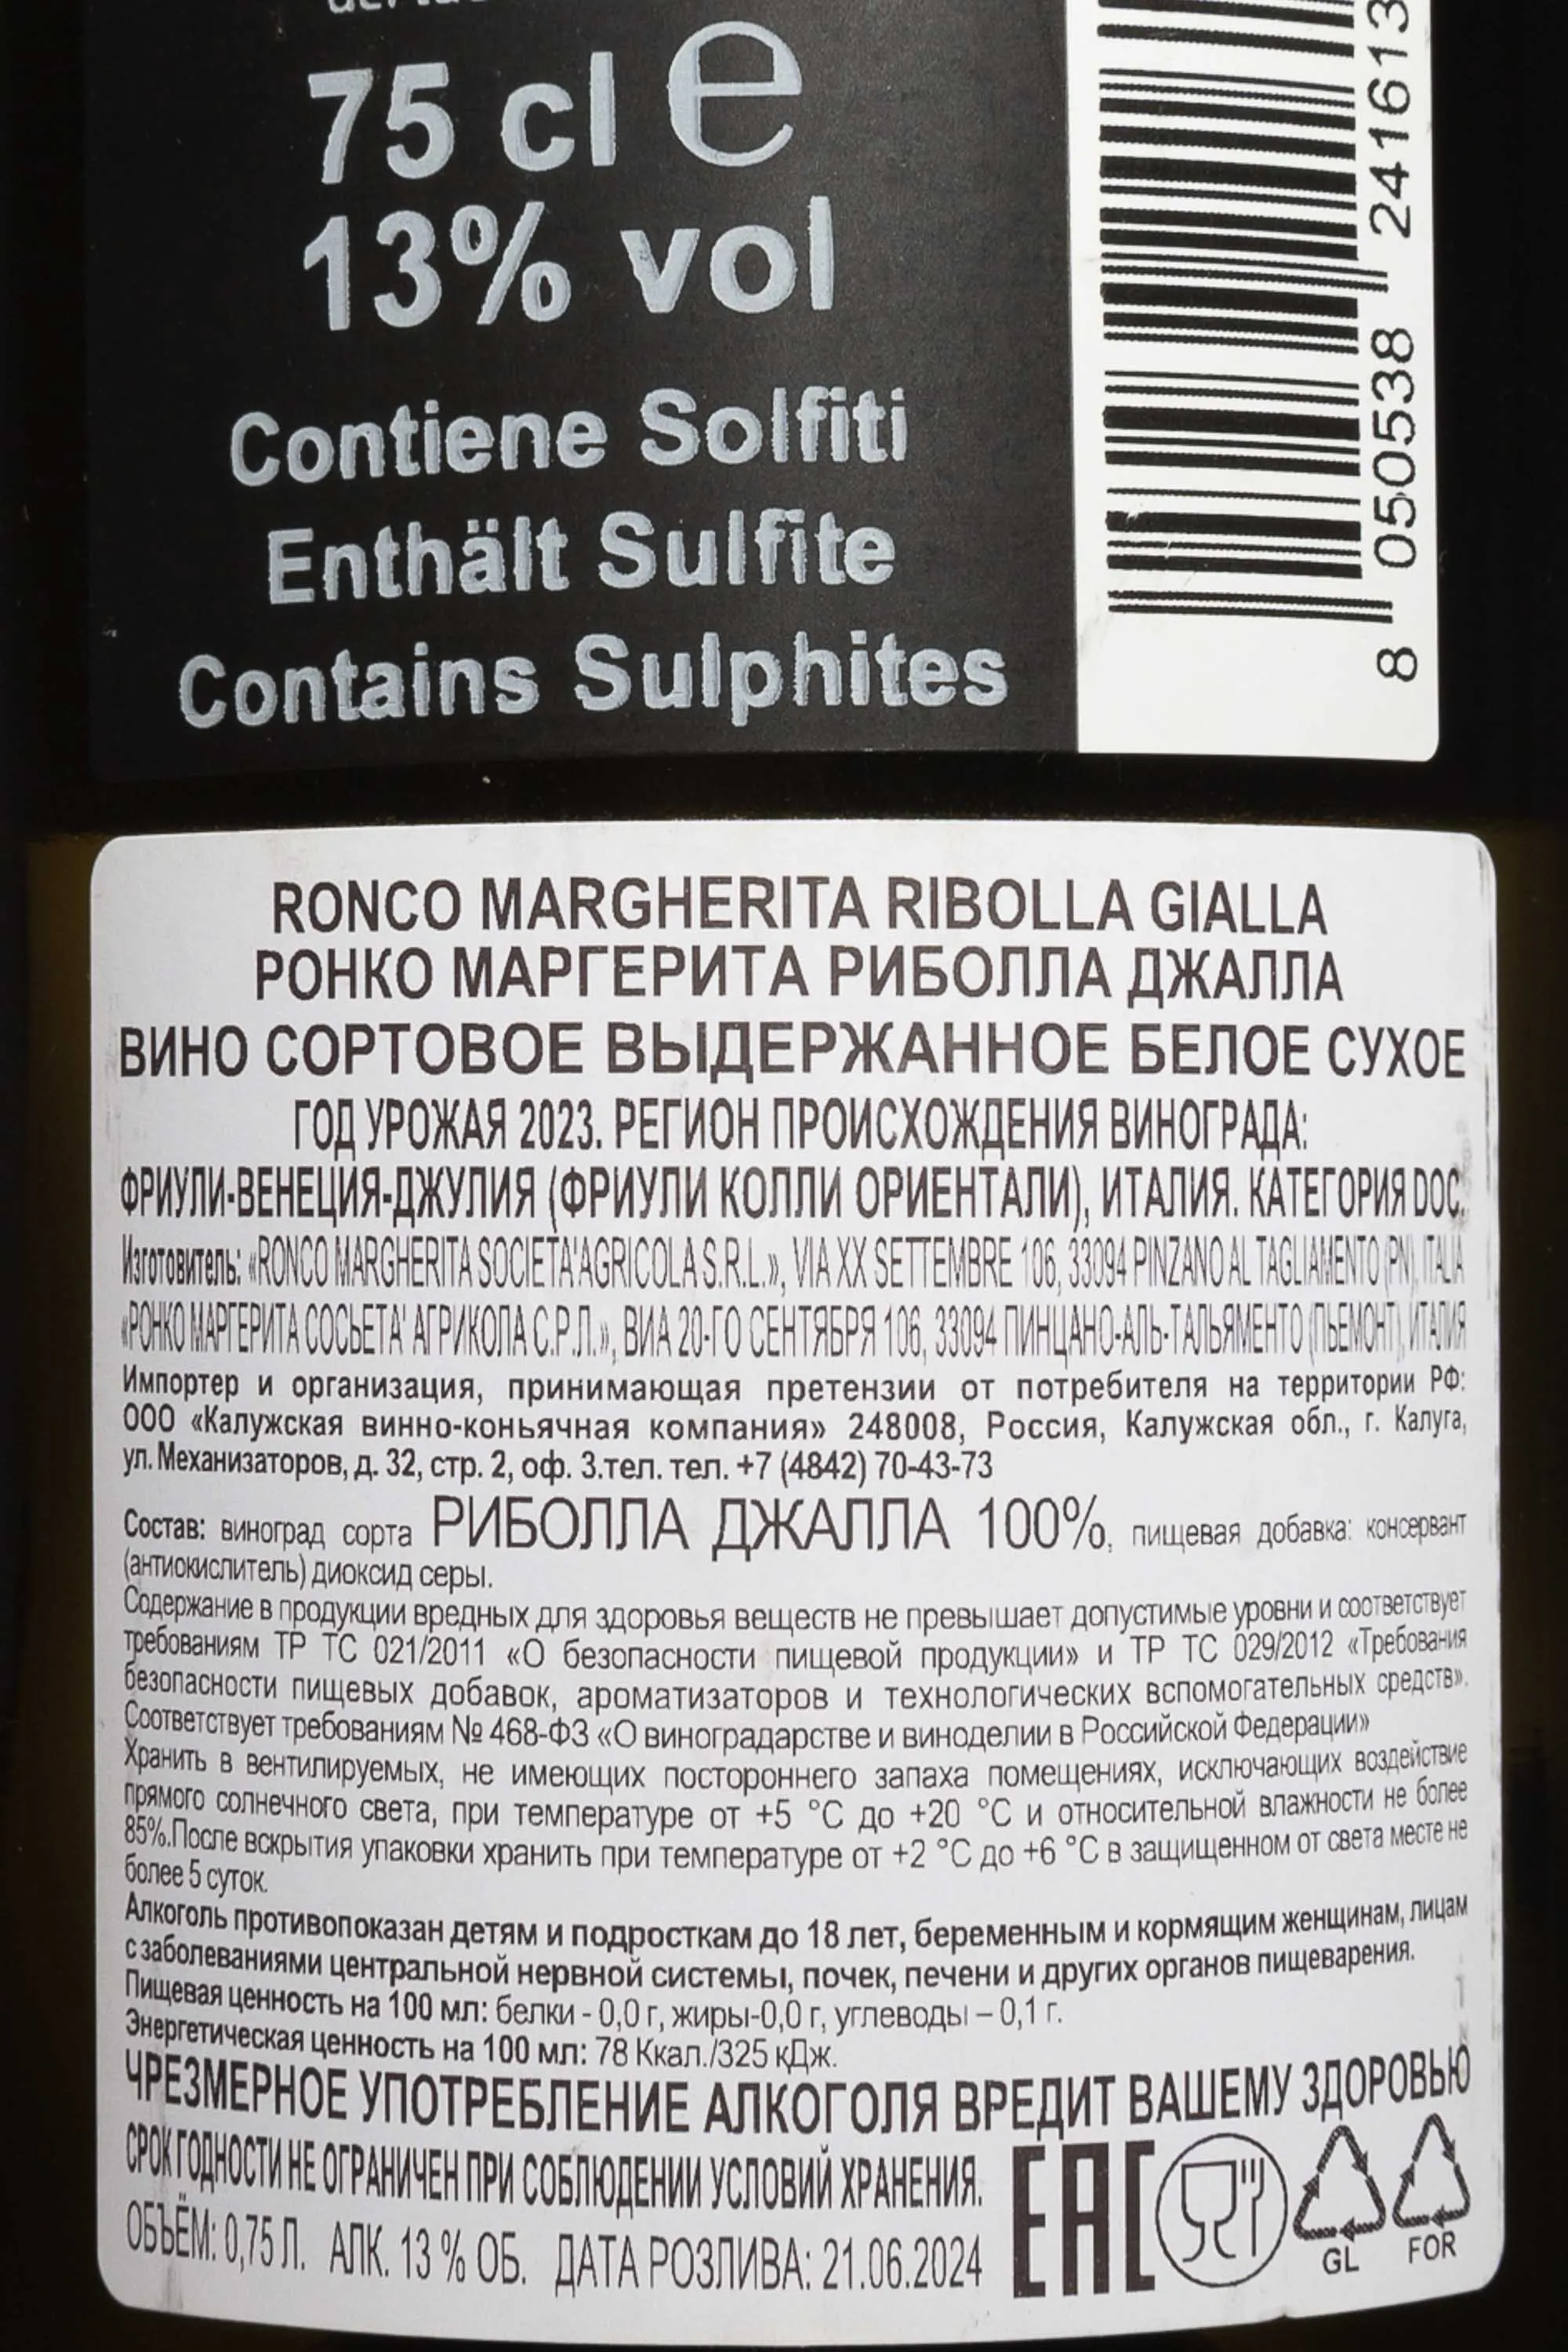 75 cl e
13% vol
Contiene Solfiti
Enthält Sulfite
Contains Sulphites
8 050538 241613
RONCO MARGHERITA RIBOLLA GIALLA
РОНКО МАРГЕРИТА РИБОЛЛА ДЖАЛЛА
ВИНО СОРТОВОЕ ВЫДЕРЖАННОЕ БЕЛОЕ СУХОЕ
ГОД УРОЖАЯ 2023. РЕГИОН ПРОИСХОЖДЕНИЯ ВИНОГРАДА:
ФРИУЛИ-ВЕНЕЦИЯ-ДЖУЛИЯ (ФРИУЛИ КОЛЛИ ОРИЕНТАЛИ), ИТАЛИЯ. КАТЕГОРИЯ DOC.
Изготовитель: «RONCO MARGHERITA SOCIETA'AGRICOLA S.R.L.», VIA XX SETTEMBRE 106, 33094 PINZANO AL TAGLIAMENTO (PN), ITALIA
«РОНКО МАРГЕРИТА СОСЬЕТА' АГРИКОЛА С.Р.Л.», ВИА 20-ГО СЕНТЯБРЯ 106, 33094 ПИНЦАНО-АЛЬ-ТАЛЬЯМЕНТО (ПЬЕМОНТ), ИТАЛИЯ
Импортер и организация, принимающая претензии от потребителя на территории РФ:
ООО «Калужская винно-коньячная компания» 248008, Россия, Калужская обл., г. Калуга,
ул. Механизаторов, д. 32, стр. 2, оф. 3.тел. тел. +7 (4842) 70-43-73
Состав: виноград сорта РИБОЛЛА ДЖАЛЛА 100%, пищевая добавка: консервант
(антиокислитель) диоксид серы.
Содержание в продукции вредных для здоровья веществ не превышает допустимые уровни и соответствует
требованиям ТР ТС 021/2011 «О безопасности пищевой продукции» и ТР ТС 029/2012 «Требования
безопасности пищевых добавок, ароматизаторов и технологических вспомогательных средств».
Соответствует требованиям № 468-ФЗ «О виноградарстве и виноделии в Российской Федерации»
Хранить в вентилируемых, не имеющих постороннего запаха помещениях, исключающих воздействие
прямого солнечного света, при температуре от +5 °C до +20 °C и относительной влажности не более
85%.После вскрытия упаковки хранить при температуре от +2 °C до +6 °C в защищенном от света месте не
более 5 суток.
Алкоголь противопоказан детям и подросткам до 18 лет, беременным и кормящим женщинам, лицам
с заболеваниями центральной нервной системы, почек, печени и других органов пищеварения.
Пищевая ценность на 100 мл: белки - 0,0 г, жиры-0,0 г, углеводы – 0,1 г.
Энергетическая ценность на 100 мл: 78 Ккал./325 кДж.
ЧРЕЗМЕРНОЕ УПОТРЕБЛЕНИЕ АЛКОГОЛЯ ВРЕДИТ ВАШЕМУ ЗДОРОВЬЮ
СРОК ГОДНОСТИ НЕ ОГРАНИЧЕН ПРИ СОБЛЮДЕНИИ УСЛОВИЙ ХРАНЕНИЯ.
ОБЪЁМ: 0,75 Л. АЛК. 13 % ОБ. ДАТА РОЗЛИВА: 21.06.2024
EAC
GL
FOR